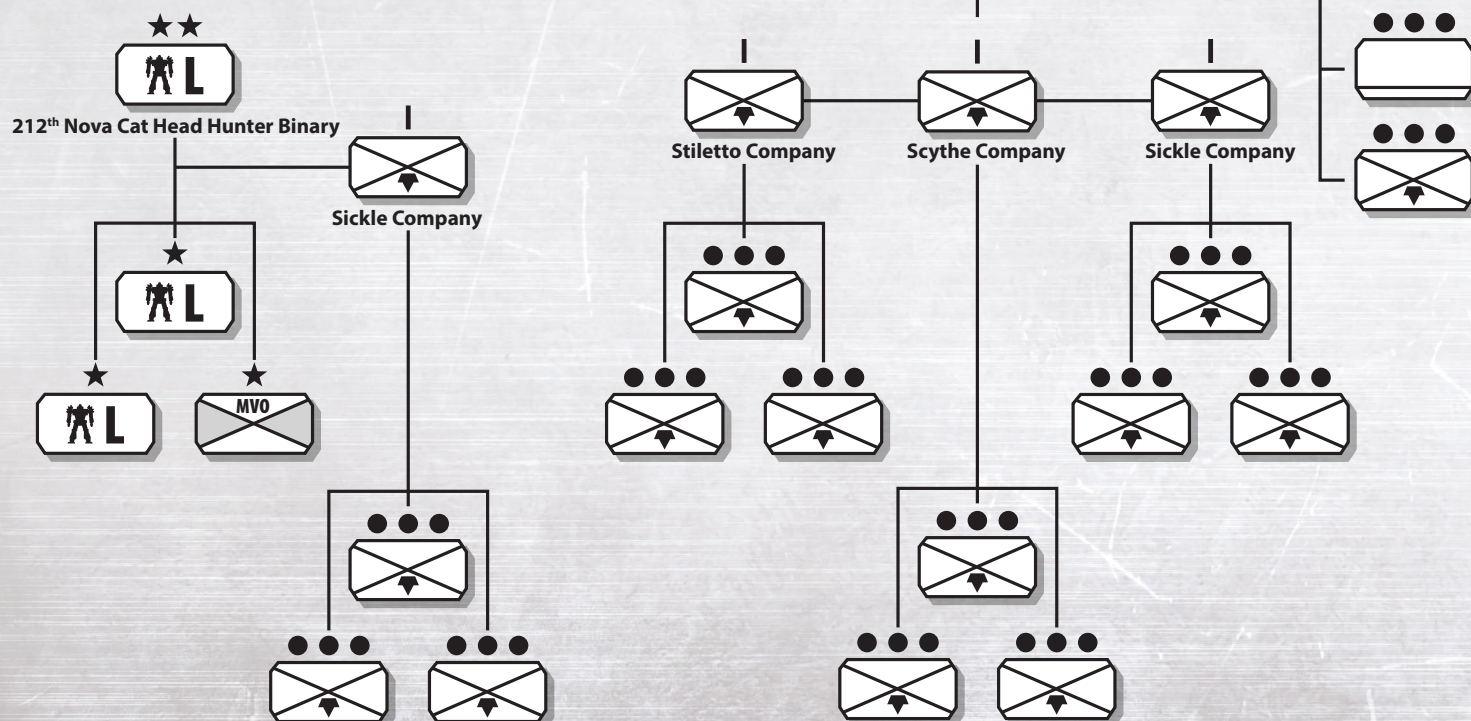 L
212th Nova Cat Head Hunter Binary
Sickle Company
L
L
MVO
Stiletto Company
Scythe Company
Sickle Company